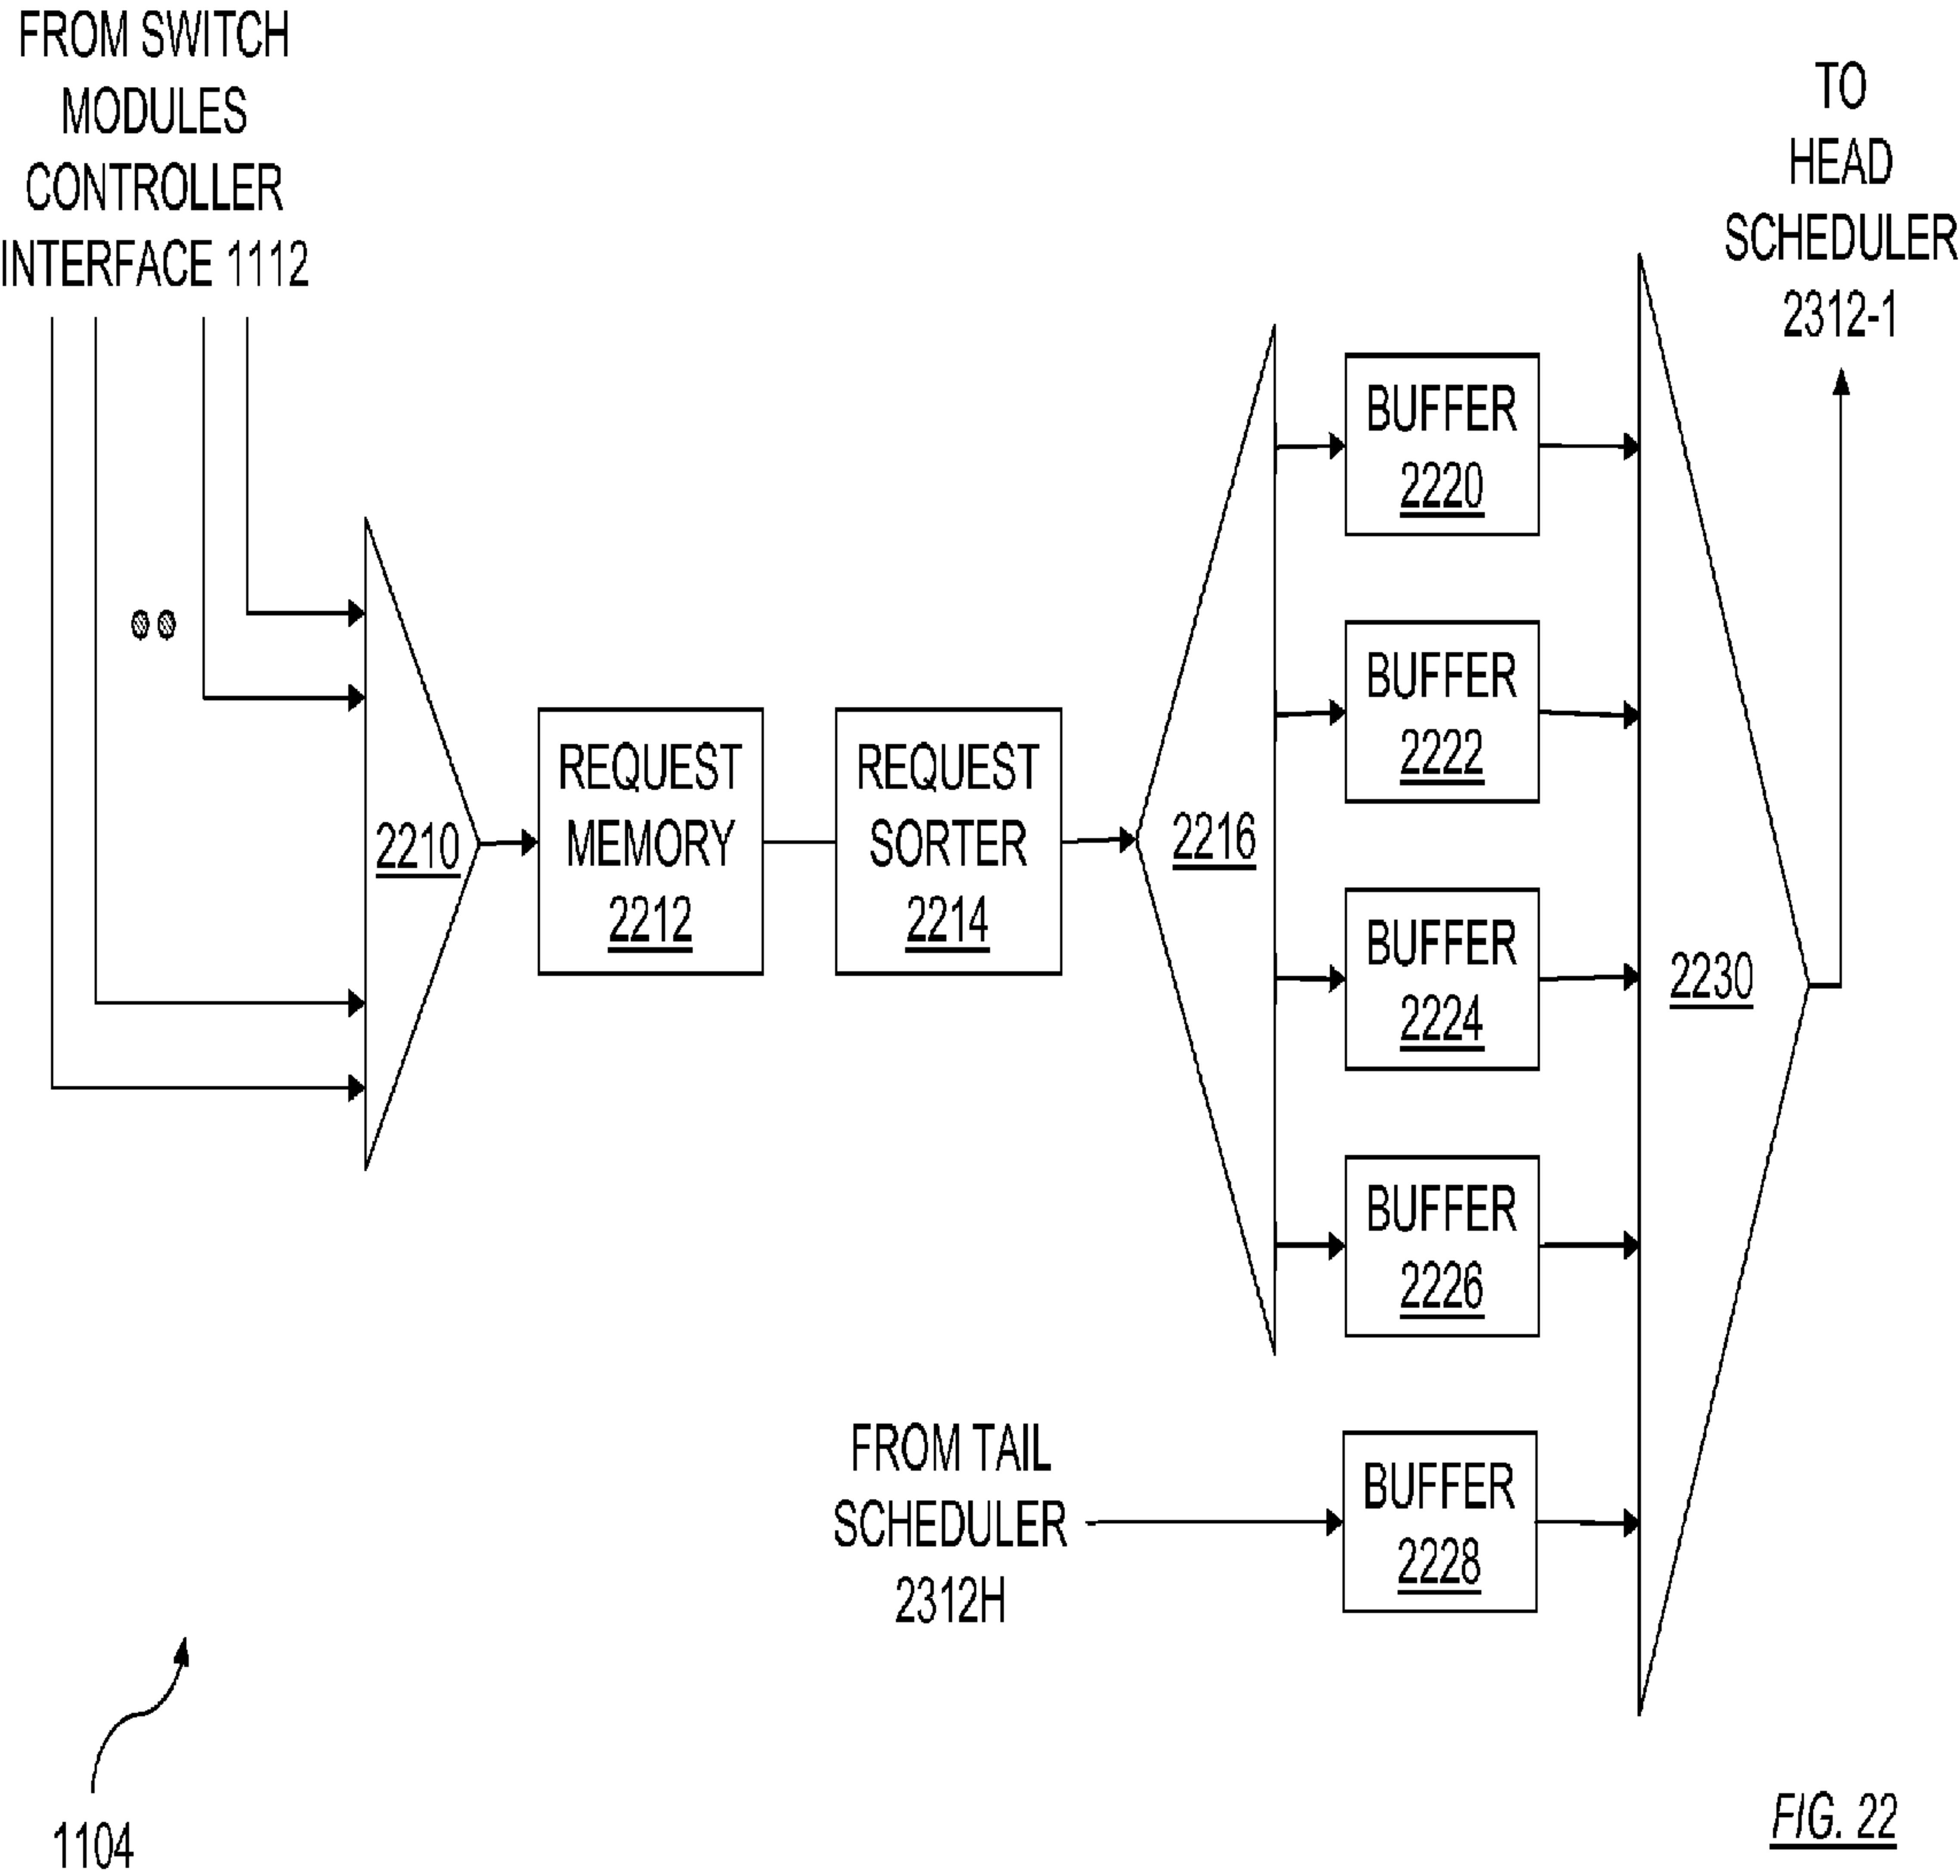 FROM SWITCH
MODULES
CONTROLLER
INTERFACE 1112
TO
HEAD
SCHEDULER
2312-1
BUFFER
2220
BUFFER
2222
2210
REQUEST
MEMORY
2212
REQUEST
SORTER
2214
2216
BUFFER
2224
2230
BUFFER
2226
FROM TAIL
SCHEDULER
2312H
BUFFER
2228
1104
FIG. 22